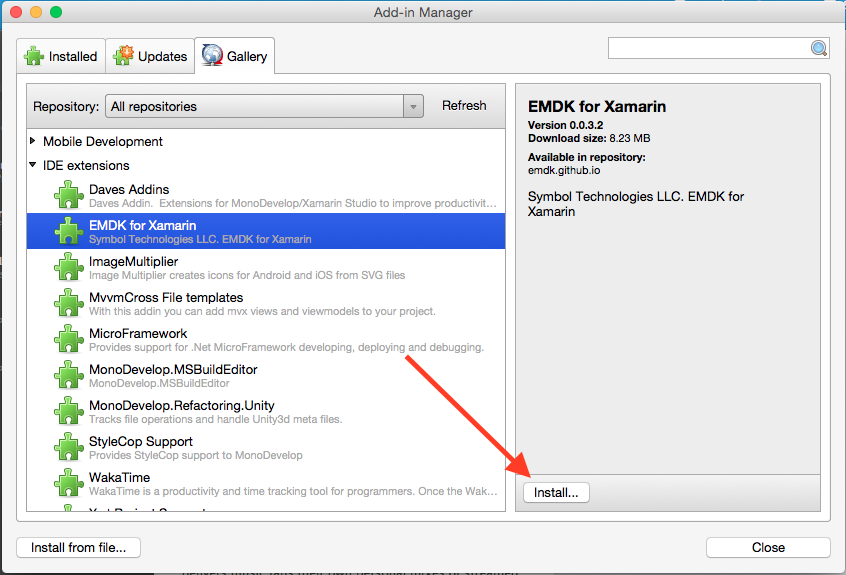 Add-in Manager
Installed
Updates
Gallery
Repository:
All repositories
Refresh
Mobile Development
IDE extensions
Daves Addins
Daves Addin. Extensions for MonoDevelop/Xamarin Studio to improve productivit...
EMDK for Xamarin
Symbol Technologies LLC. EMDK for Xamarin
ImageMultiplier
Image Multiplier creates icons for Android and iOS from SVG files
MvvmCross File templates
With this addin you can add mvx views and viewmodels to your project.
MicroFramework
Provides support for .Net MicroFramework developing, deploying and debugging.
MonoDevelop.MSBuildEditor
MonoDevelop.MSBuildEditor
MonoDevelop.Refactoring.Unity
Tracks file operations and handle Unity3d meta files.
StyleCop Support
Provides StyleCop support to MonoDevelop
WakaTime
WakaTime is a productivity and time tracking tool for programmers. Once the Wak...
EMDK for Xamarin
Version 0.0.3.2
Download size: 8.23 MB
Available in repository:
emdk.github.io
Symbol Technologies LLC. EMDK for
Xamarin
Install...
Install from file...
Close